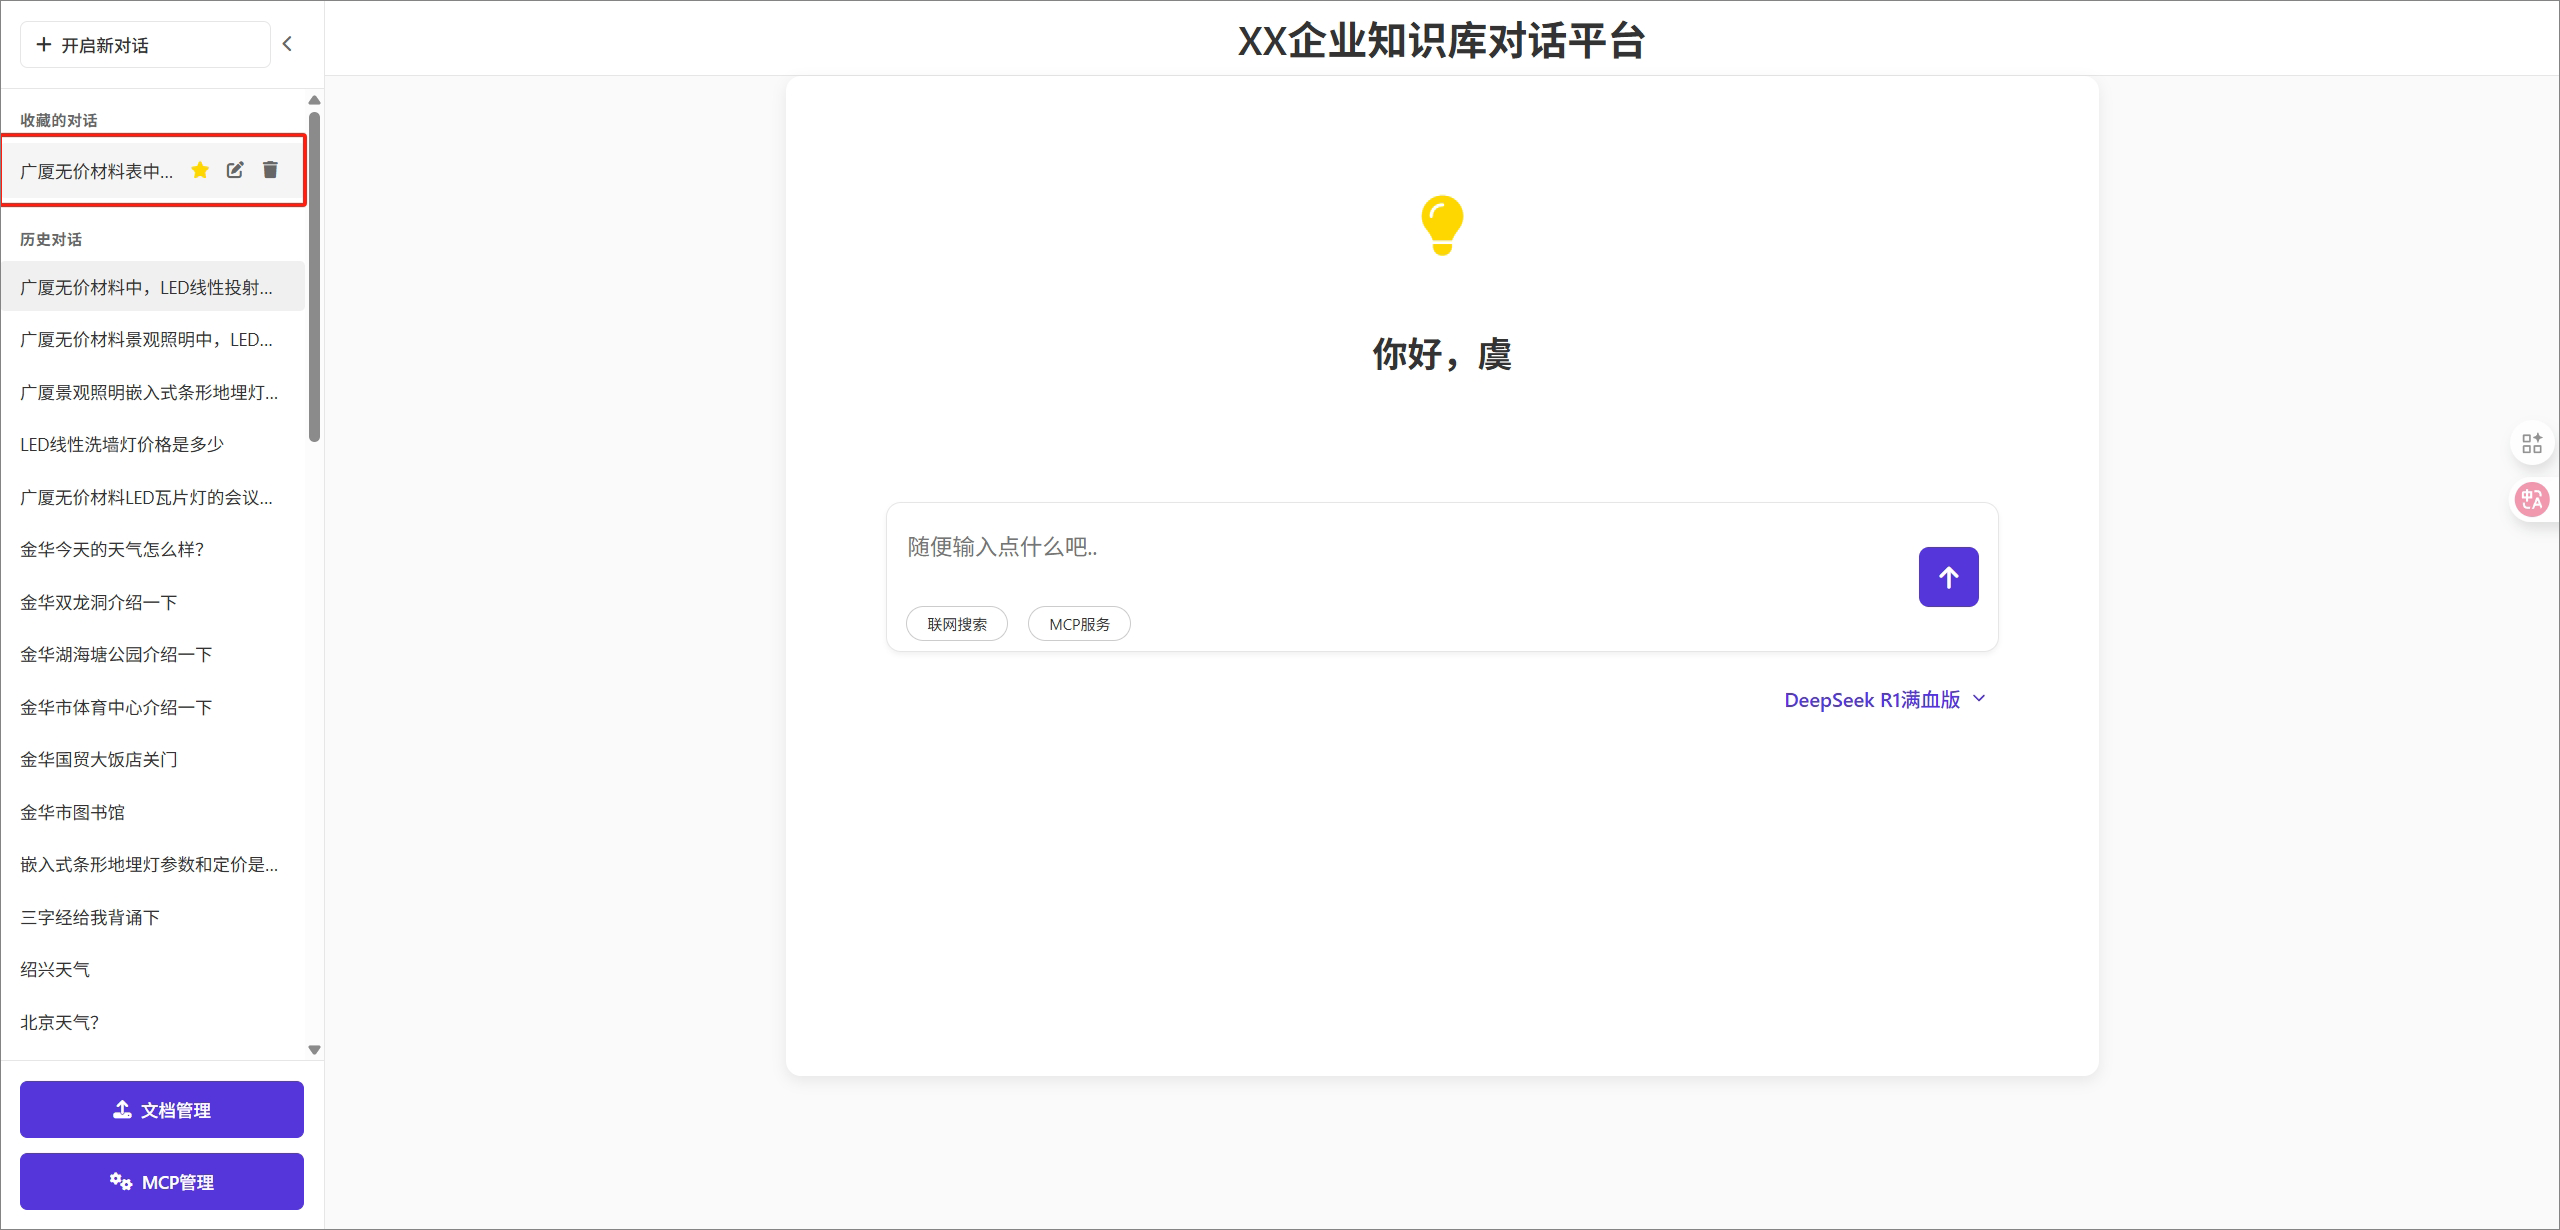 开启新对话
XX企业知识库对话平台
收藏的对话
广厦无价材料表中...
历史对话
广厦无价材料中，LED线性投射...
广厦无价材料景观照明中，LED...
广厦景观照明嵌入式条形地埋灯...
LED线性洗墙灯价格是多少
广厦无价材料LED瓦片灯的会议...
金华今天的天气怎么样？
金华双龙洞介绍一下
金华湖海塘公园介绍一下
金华市体育中心介绍一下
金华国贸大饭店关门
金华市图书馆
嵌入式条形地埋灯参数和定价是...
三字经给我背诵下
绍兴天气
北京天气？
文档管理
MCP管理
你好，虞
随便输入点什么吧..
联网搜索
MCP服务
DeepSeek R1满血版
中A